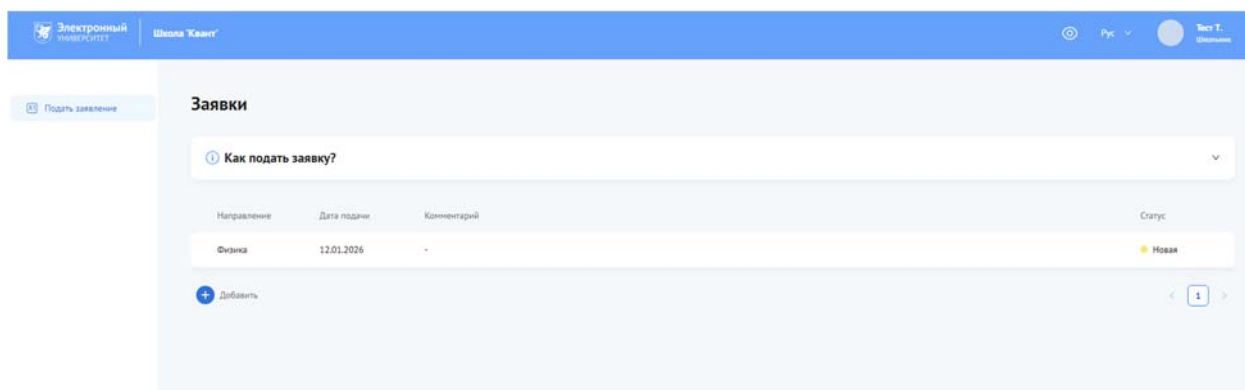 Электронный
УНИВЕРСИТЕТ
Школа "Квант"
Рус
Тест Т.
Школьник
Подать заявление
Заявки
Как подать заявку?
Направление Дата подачи Комментарий Статус
Физика 12.01.2026 - Новая
Добавить
1